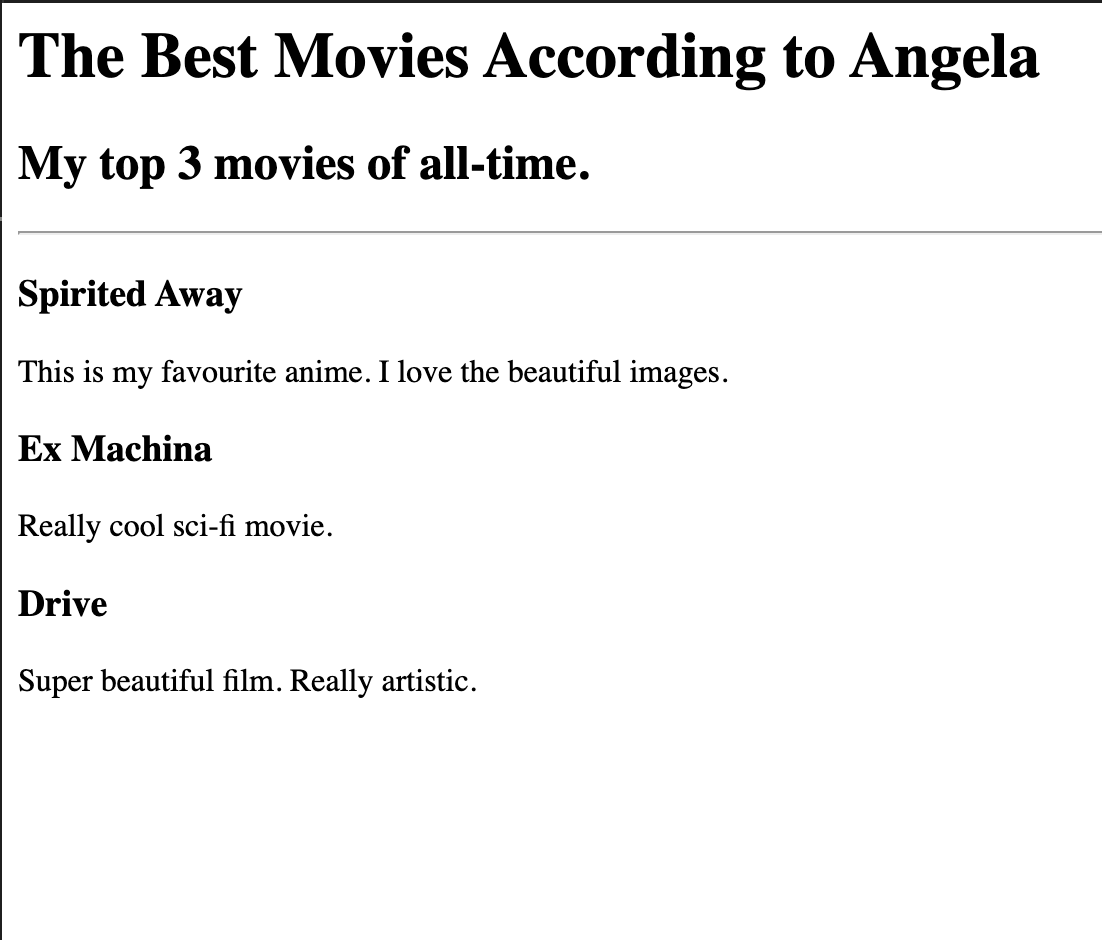 The Best Movies According to Angela
My top 3 movies of all-time.
Spirited Away
This is my favourite anime. I love the beautiful images.
Ex Machina
Really cool sci-fi movie.
Drive
Super beautiful film. Really artistic.